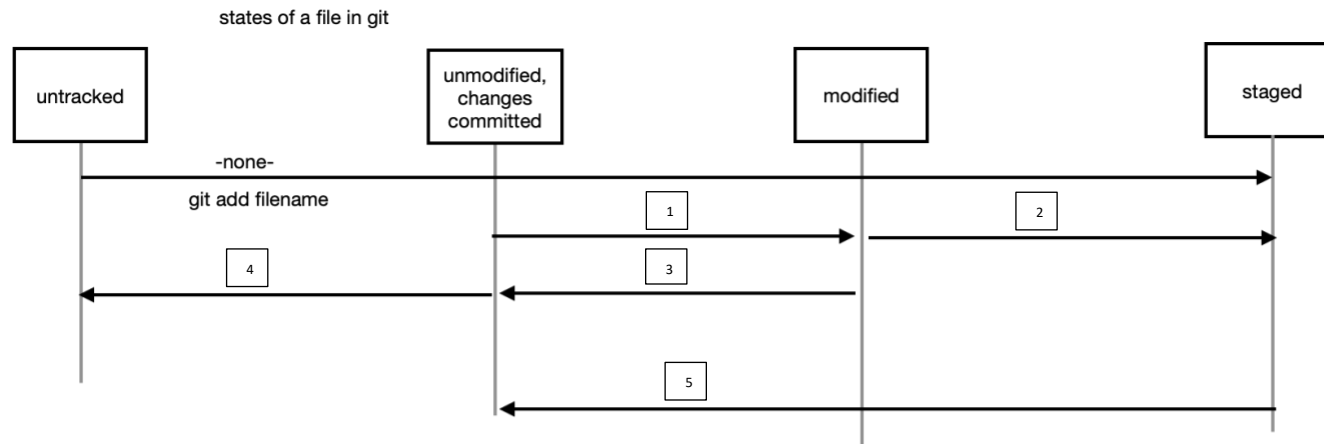 states of a file in git
untracked
unmodified,
changes
committed
modified
staged
-none-
git add filename
1
2
4
3
5